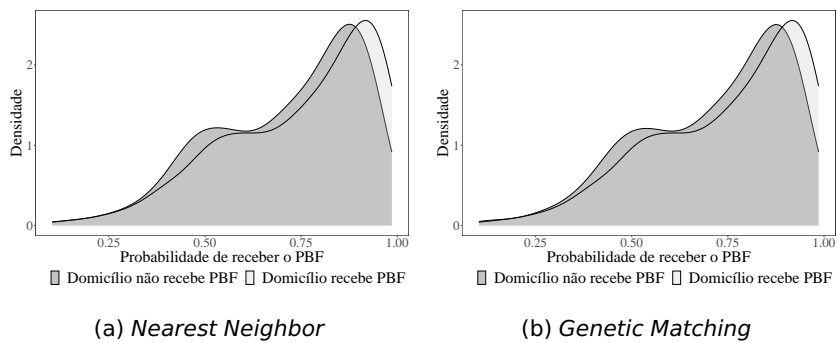 Densidade
2
1
0
0.25 0.50 0.75 1.00
Probabilidade de receber o PBF
Domicílio não recebe PBF Domicílio recebe PBF
(a) Nearest Neighbor
Densidade
2
1
0
0.25 0.50 0.75 1.00
Probabilidade de receber o PBF
Domicílio não recebe PBF Domicílio recebe PBF
(b) Genetic Matching